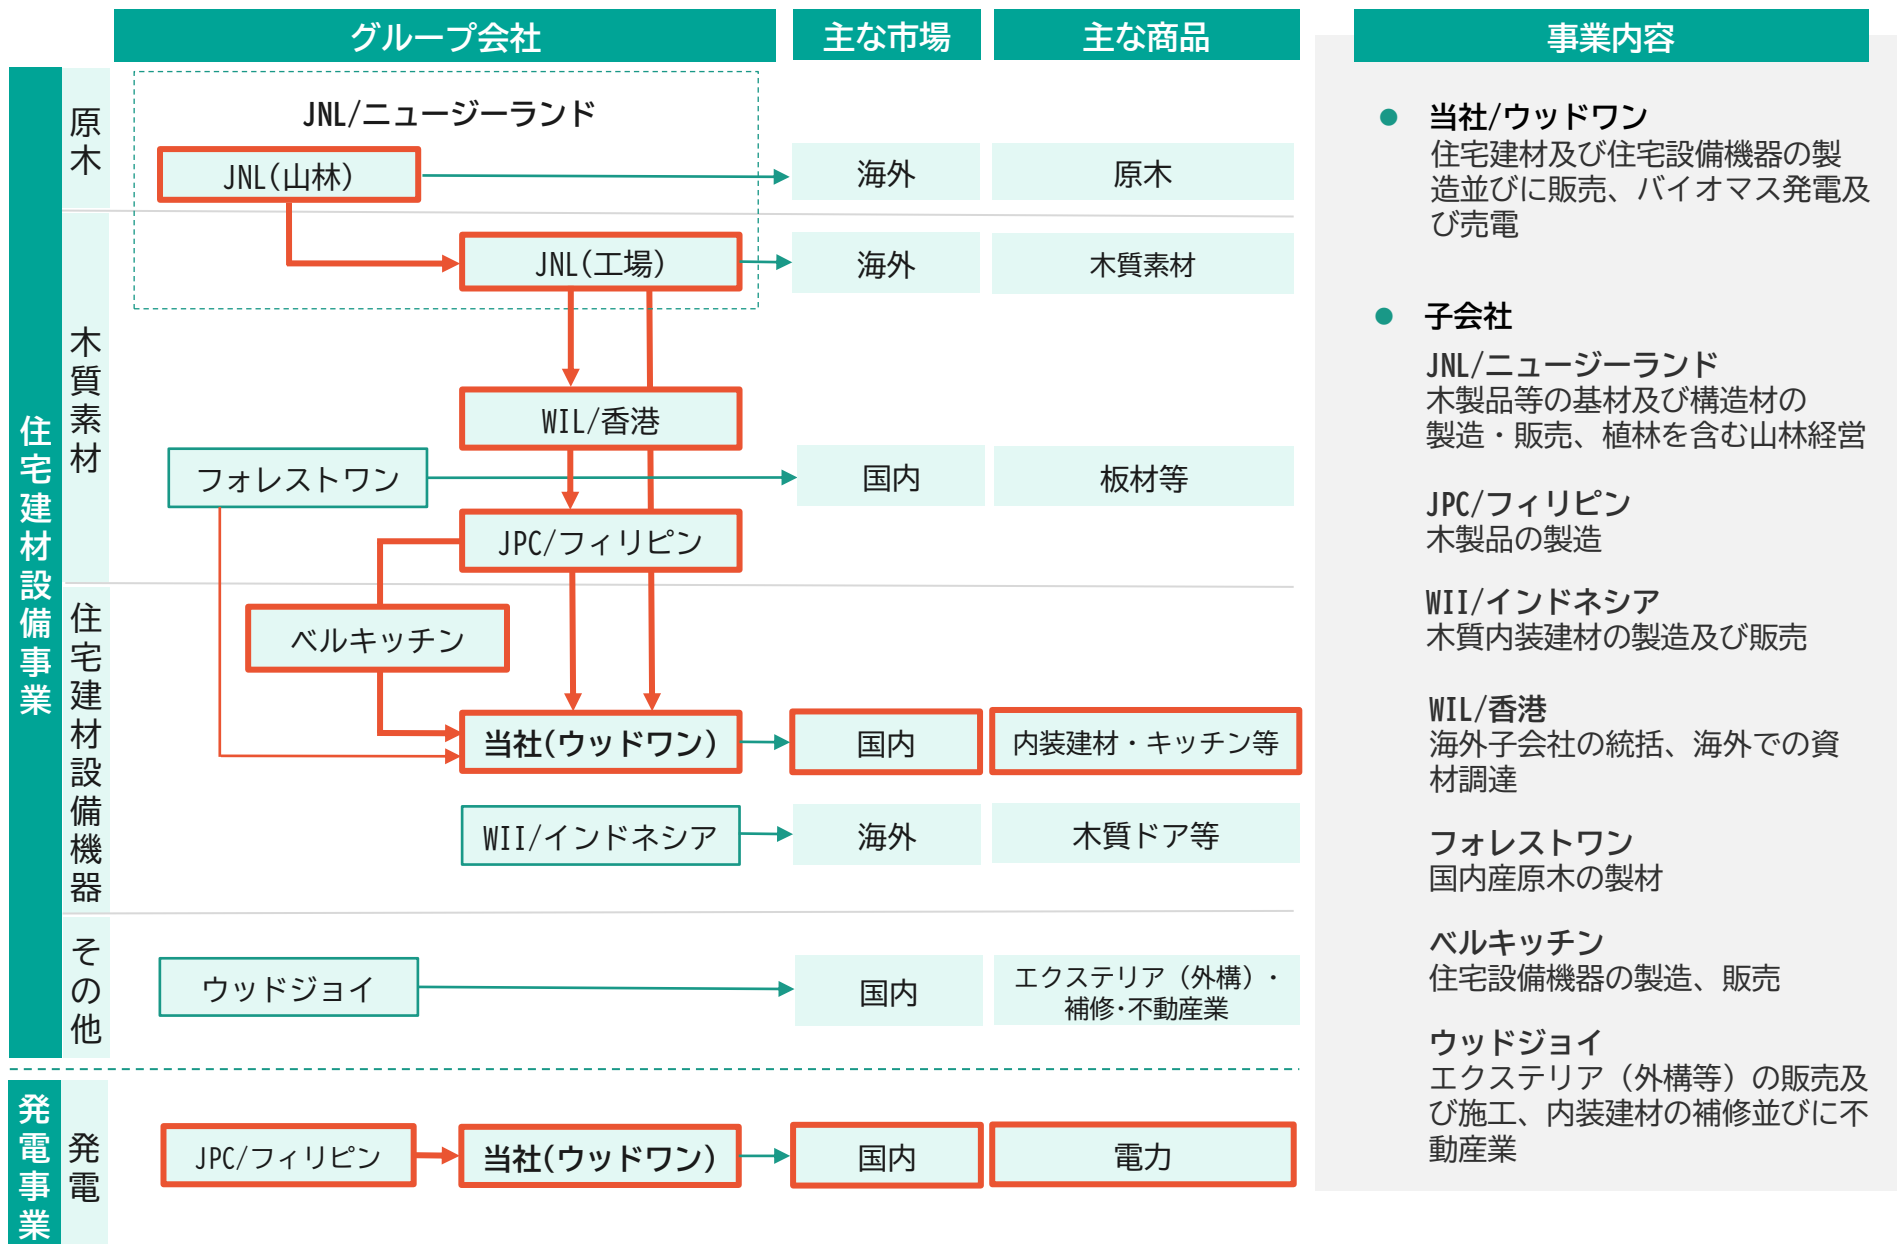 グループ会社
主な市場
主な商品
事業内容
住宅建材設備事業
原木
JNL/ニュージーランド
JNL(山林)
海外
原木
木質素材
JNL(工場)
海外
木質素材
WIL/香港
フォレストワン
国内
板材等
JPC/フィリピン
住宅建材設備機器
ベルキッチン
当社(ウッドワン)
国内
内装建材・キッチン等
WII/インドネシア
海外
木質ドア等
その他
ウッドジョイ
国内
エクステリア（外構）・
補修・不動産業
発電事業
発電
JPC/フィリピン
当社(ウッドワン)
国内
電力
● 当社/ウッドワン
住宅建材及び住宅設備機器の製
造並びに販売、バイオマス発電及
び売電
● 子会社
JNL/ニュージーランド
木製品等の基材及び構造材の
製造・販売、植林を含む山林経営
JPC/フィリピン
木製品の製造
WII/インドネシア
木質内装建材の製造及び販売
WIL/香港
海外子会社の統括、海外での資
材調達
フォレストワン
国内産原木の製材
ベルキッチン
住宅設備機器の製造、販売
ウッドジョイ
エクステリア（外構等）の販売及
び施工、内装建材の補修並びに不
動産業